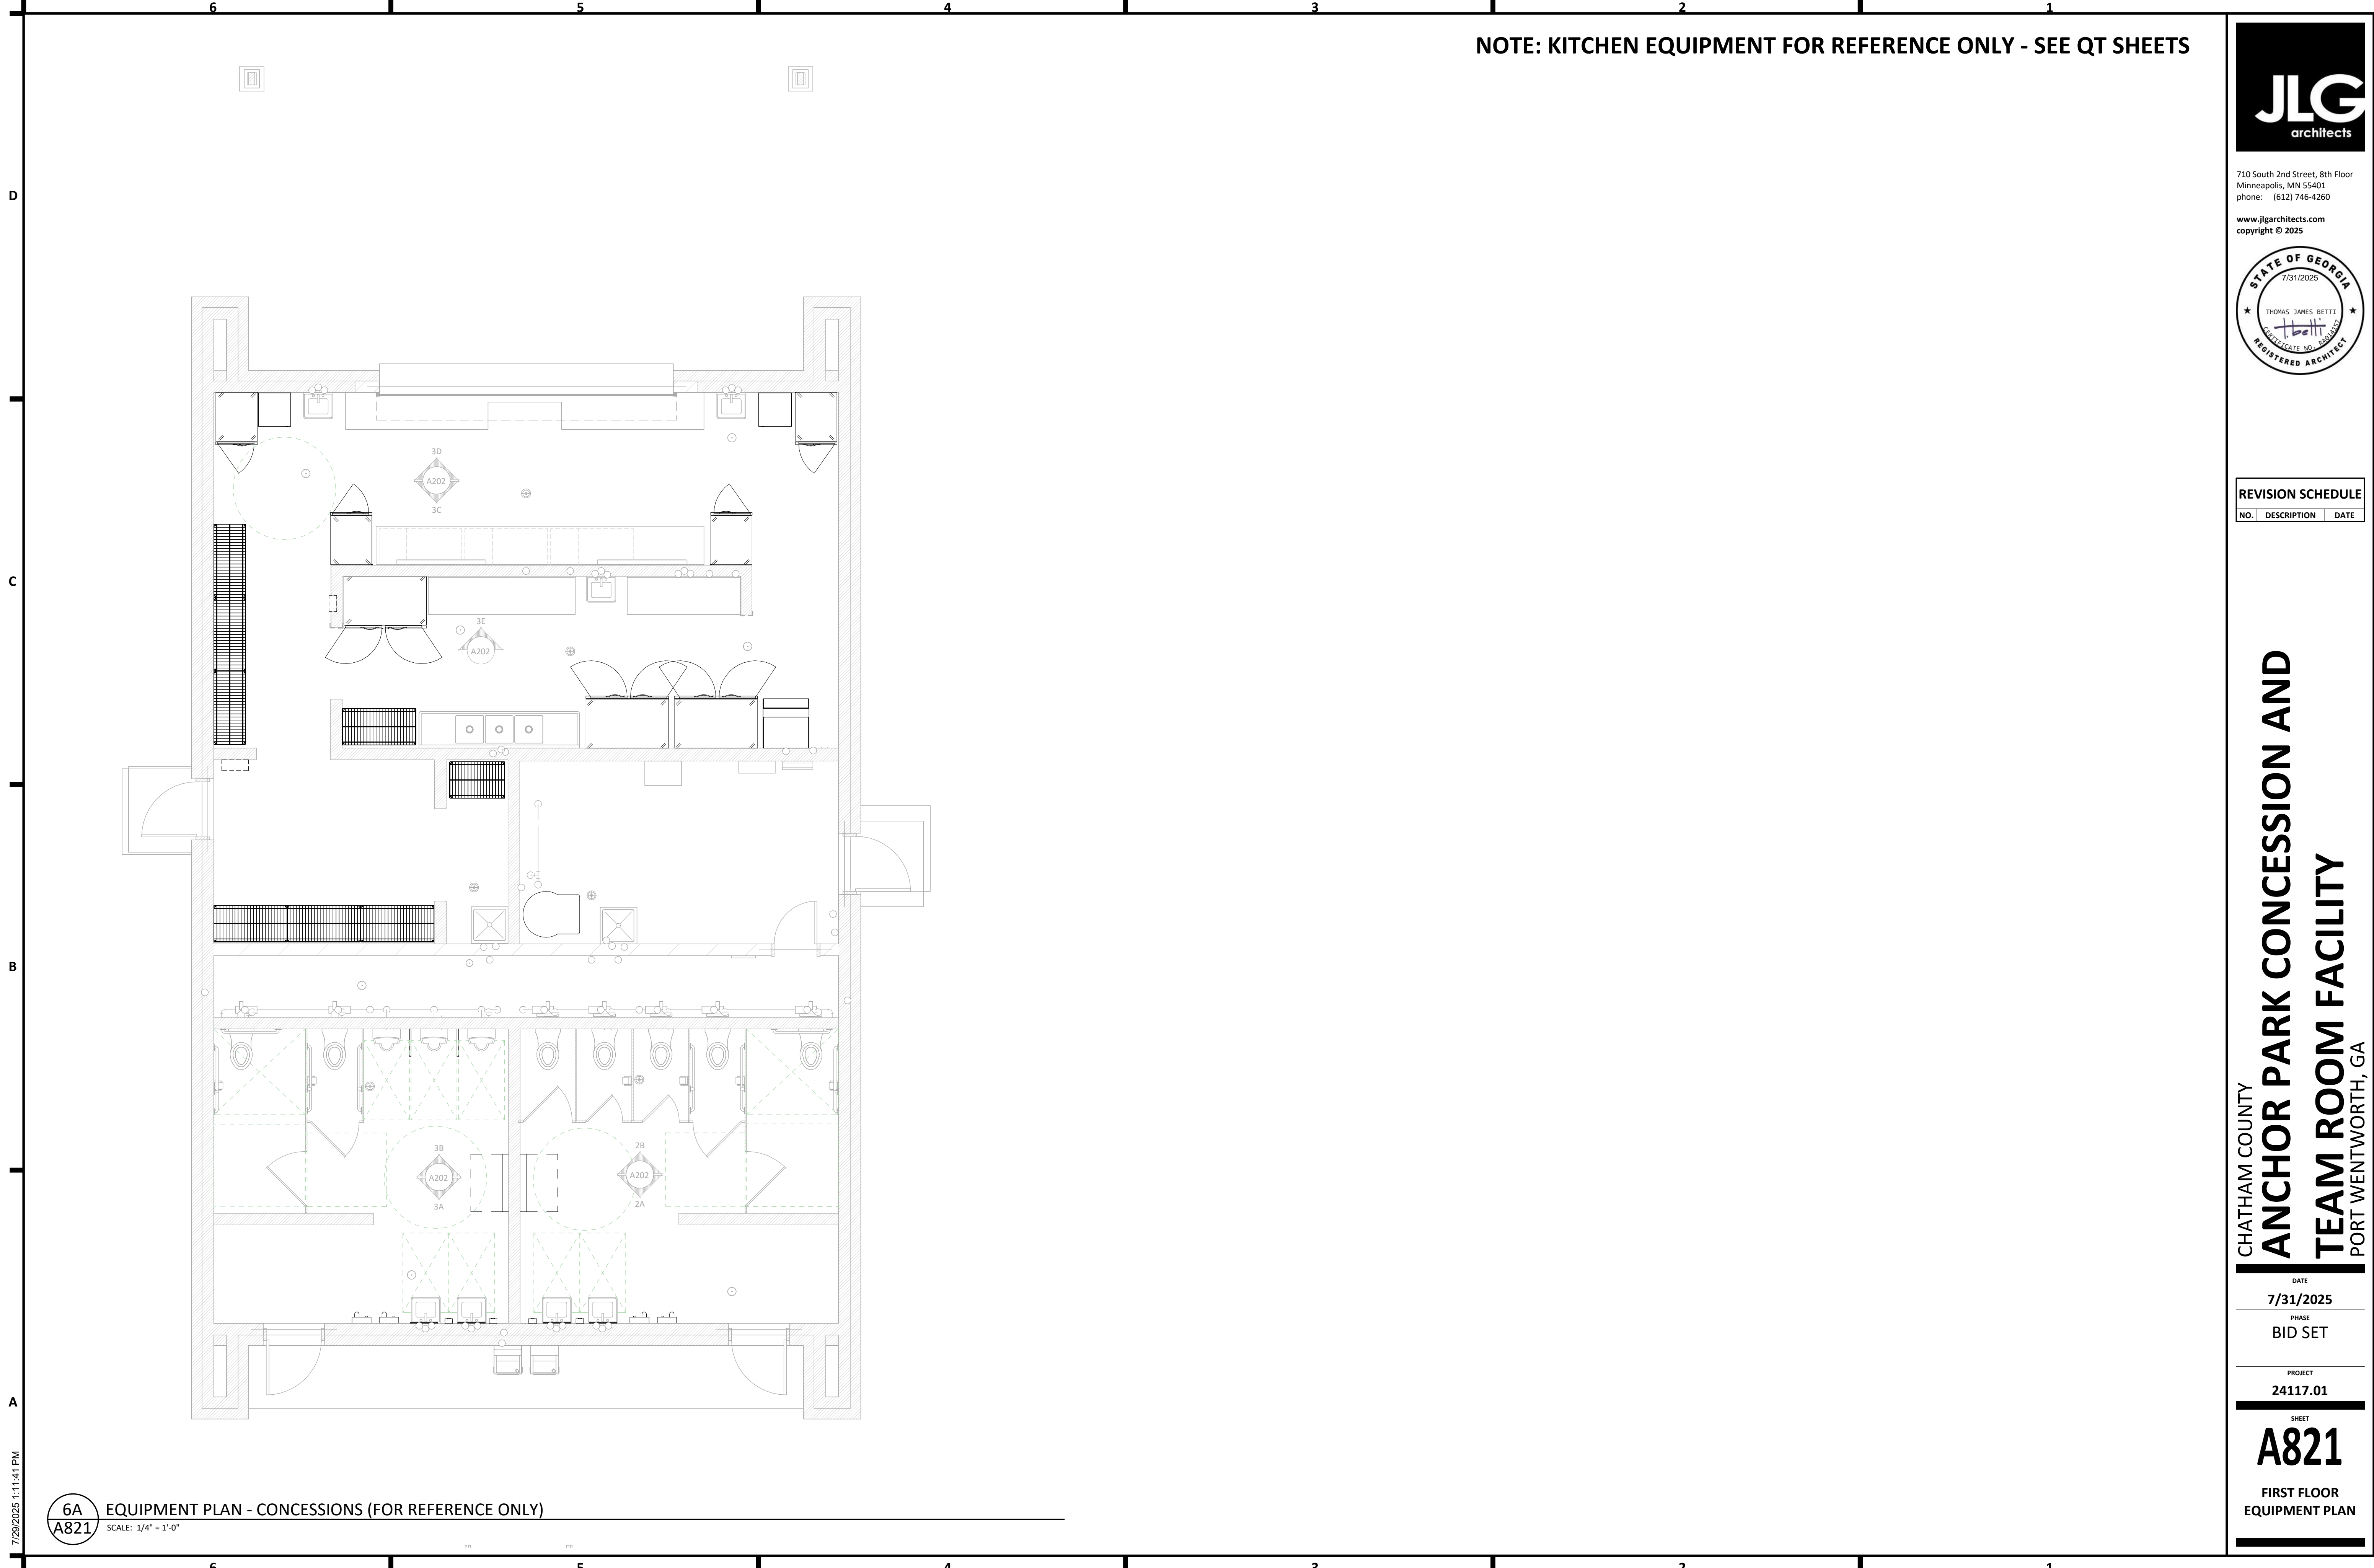 6 5 4 3 2 1
NOTE: KITCHEN EQUIPMENT FOR REFERENCE ONLY - SEE QT SHEETS
D
C
B
A
3D
A202
3C
3E
A202
3B
A202
3A
2B
A202
2A
6A
A821
EQUIPMENT PLAN - CONCESSIONS (FOR REFERENCE ONLY)
SCALE: 1/4" = 1'-0"
7/29/2025 1:11:41 PM
6 5 4 3 2 1
JLG
architects
710 South 2nd Street, 8th Floor
Minneapolis, MN 55401
phone: (612) 746-4260
www.jlgarchitects.com
copyright © 2025
STATE OF GEORGIA
7/31/2025
THOMAS JAMES BETTI
CERTIFICATE NO.
REGISTERED ARCHITECT
REVISION SCHEDULE
NO. DESCRIPTION DATE
CHATHAM COUNTY
ANCHOR PARK CONCESSION AND
TEAM ROOM FACILITY
PORT WENTWORTH, GA
DATE
7/31/2025
PHASE
BID SET
PROJECT
24117.01
SHEET
A821
FIRST FLOOR
EQUIPMENT PLAN